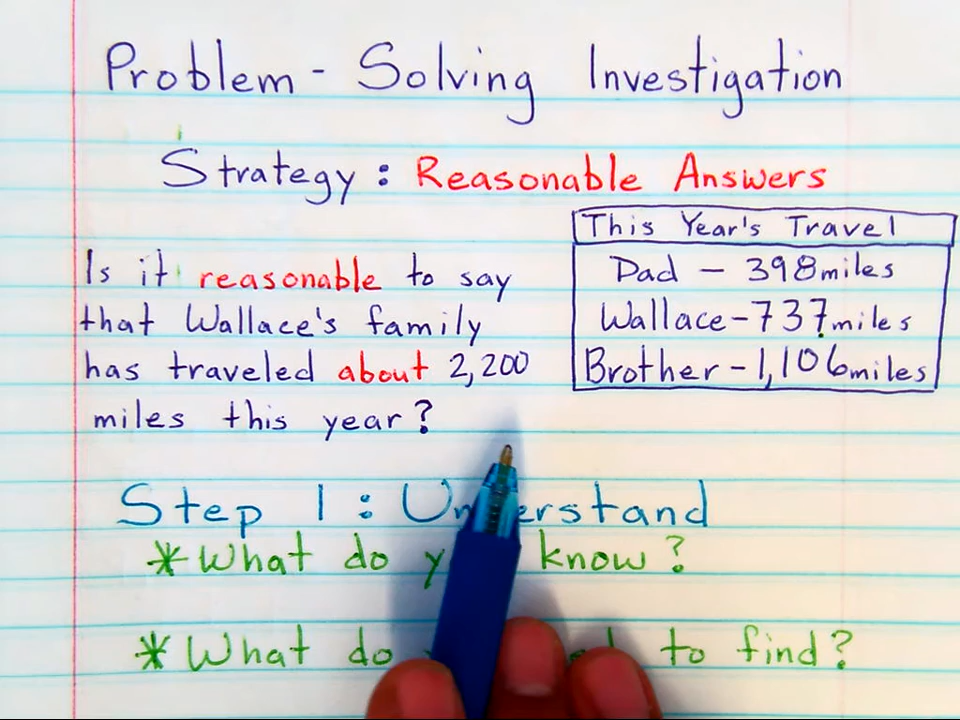 Problem - Solving Investigation
Strategy: Reasonable Answers
Is it reasonable to say
that Wallace's family
has traveled about 2,200
miles this year?
This Year's Travel
Dad - 398 miles
Wallace - 737 miles
Brother - 1,106 miles
Step 1: Understand
*What do know?
*What do to find?